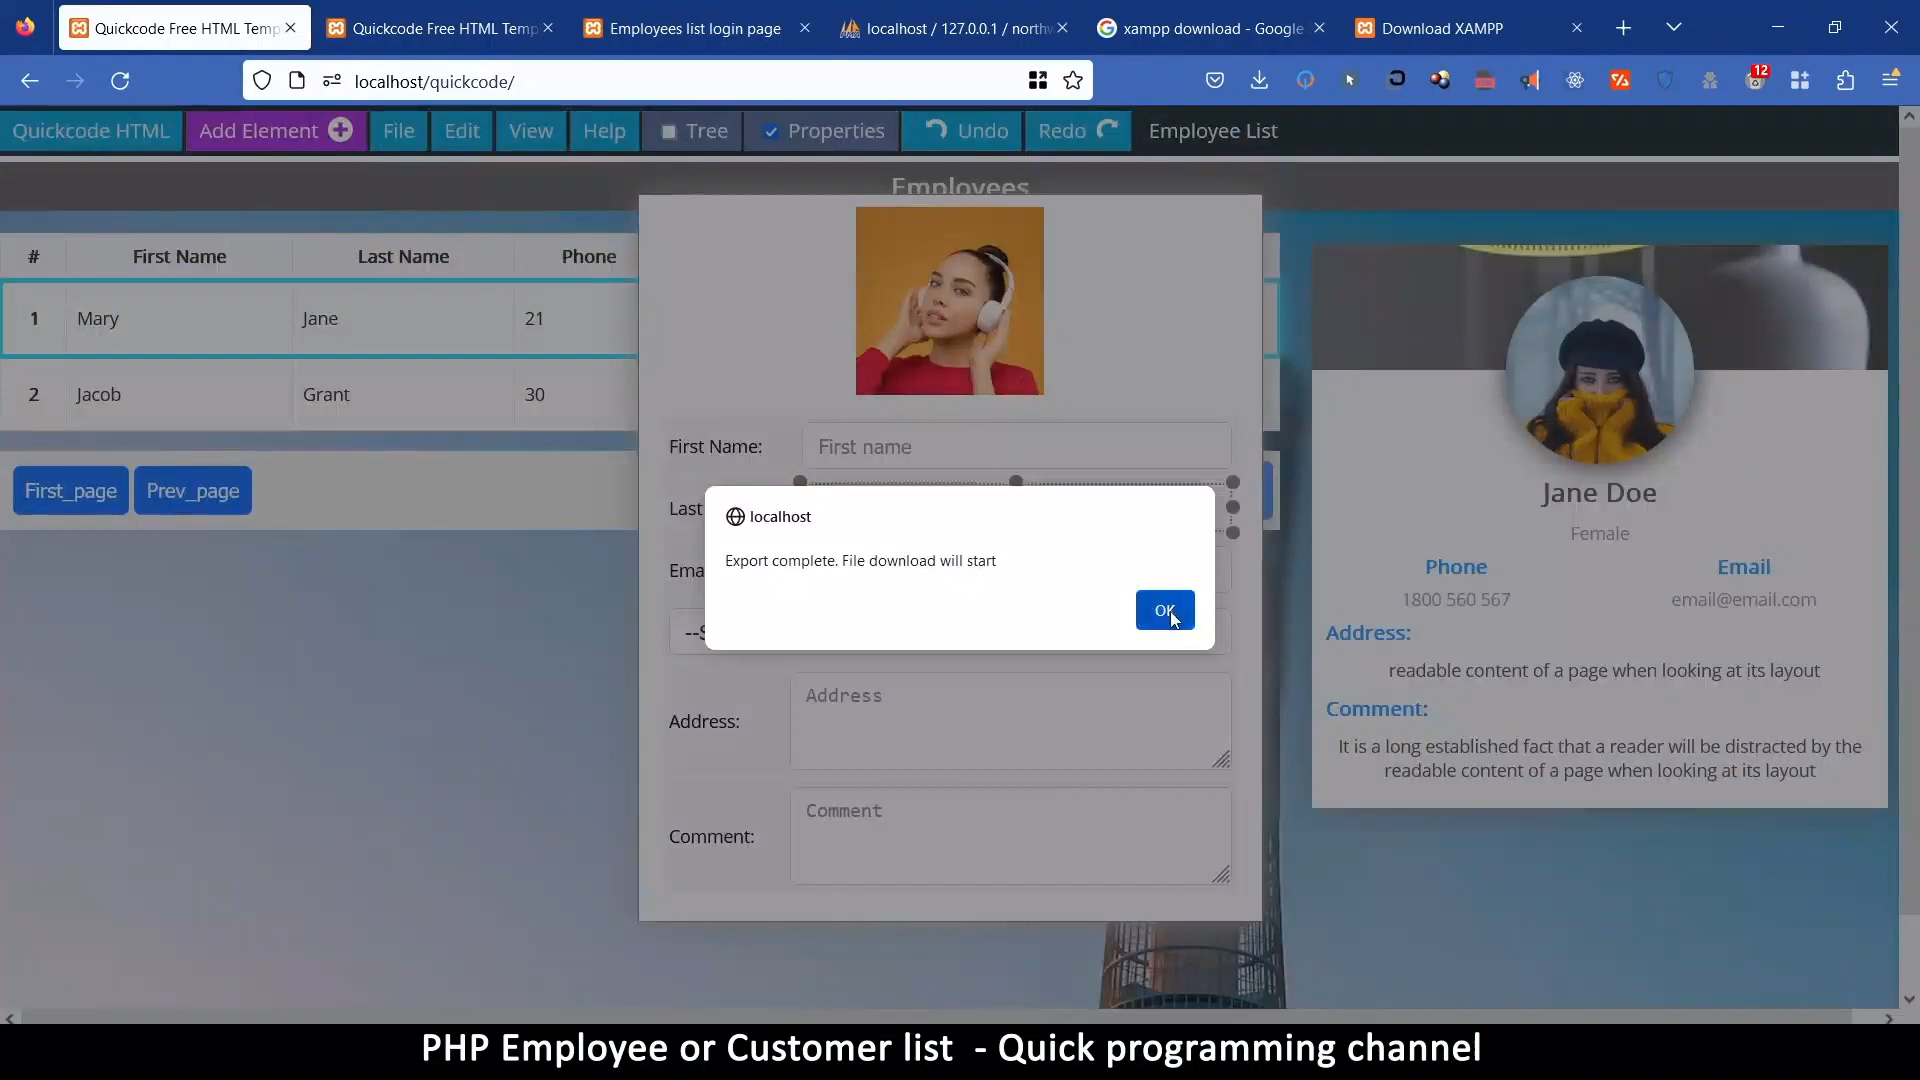 Quickcode Free HTML Temp
Quickcode Free HTML Temp
Employees list login page
localhost / 127.0.0.1 / northw
xampp download - Google
Download XAMPP
localhost/quickcode/
12
Quickcode HTML
Add Element
File
Edit
View
Help
Tree
Properties
Undo
Redo
Employee List
Employees
# First Name Last Name Phone
1 Mary Jane 21
2 Jacob Grant 30
First_page
Prev_page
First Name: First name
Last
Ema
--S
Address: Address
Comment: Comment
localhost
Export complete. File download will start
OK
Jane Doe
Female
Phone Email
1800 560 567 email@email.com
Address:
readable content of a page when looking at its layout
Comment:
It is a long established fact that a reader will be distracted by the
readable content of a page when looking at its layout
PHP Employee or Customer list - Quick programming channel